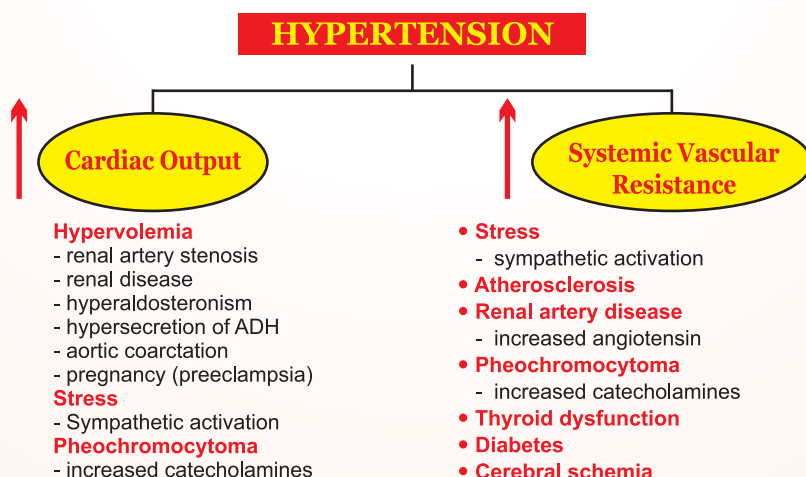 HYPERTENSION
Cardiac Output
Hypervolemia
- renal artery stenosis
- renal disease
- hyperaldosteronism
- hypersecretion of ADH
- aortic coarctation
- pregnancy (preeclampsia)
Stress
- Sympathetic activation
Pheochromocytoma
- increased catecholamines
Systemic Vascular
Resistance
• Stress
- sympathetic activation
• Atherosclerosis
• Renal artery disease
- increased angiotensin
• Pheochromocytoma
- increased catecholamines
• Thyroid dysfunction
• Diabetes
• Cerebral schemia